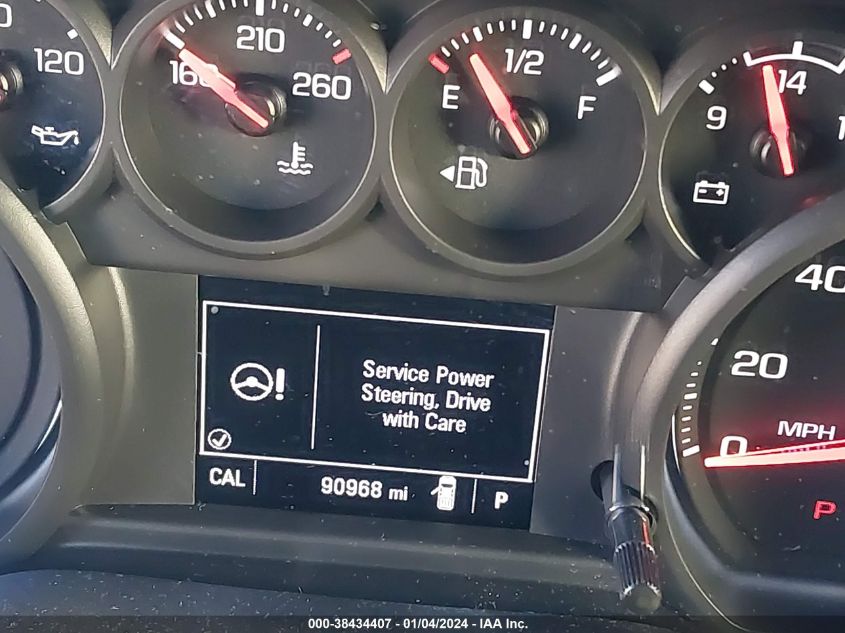 120
160
210
260
E
1/2
F
9
14
Service Power
Steering, Drive
with Care
CAL
90968 mi
P
0
20
40
MPH
P
000-38434407 - 01/04/2024 - IAA Inc.